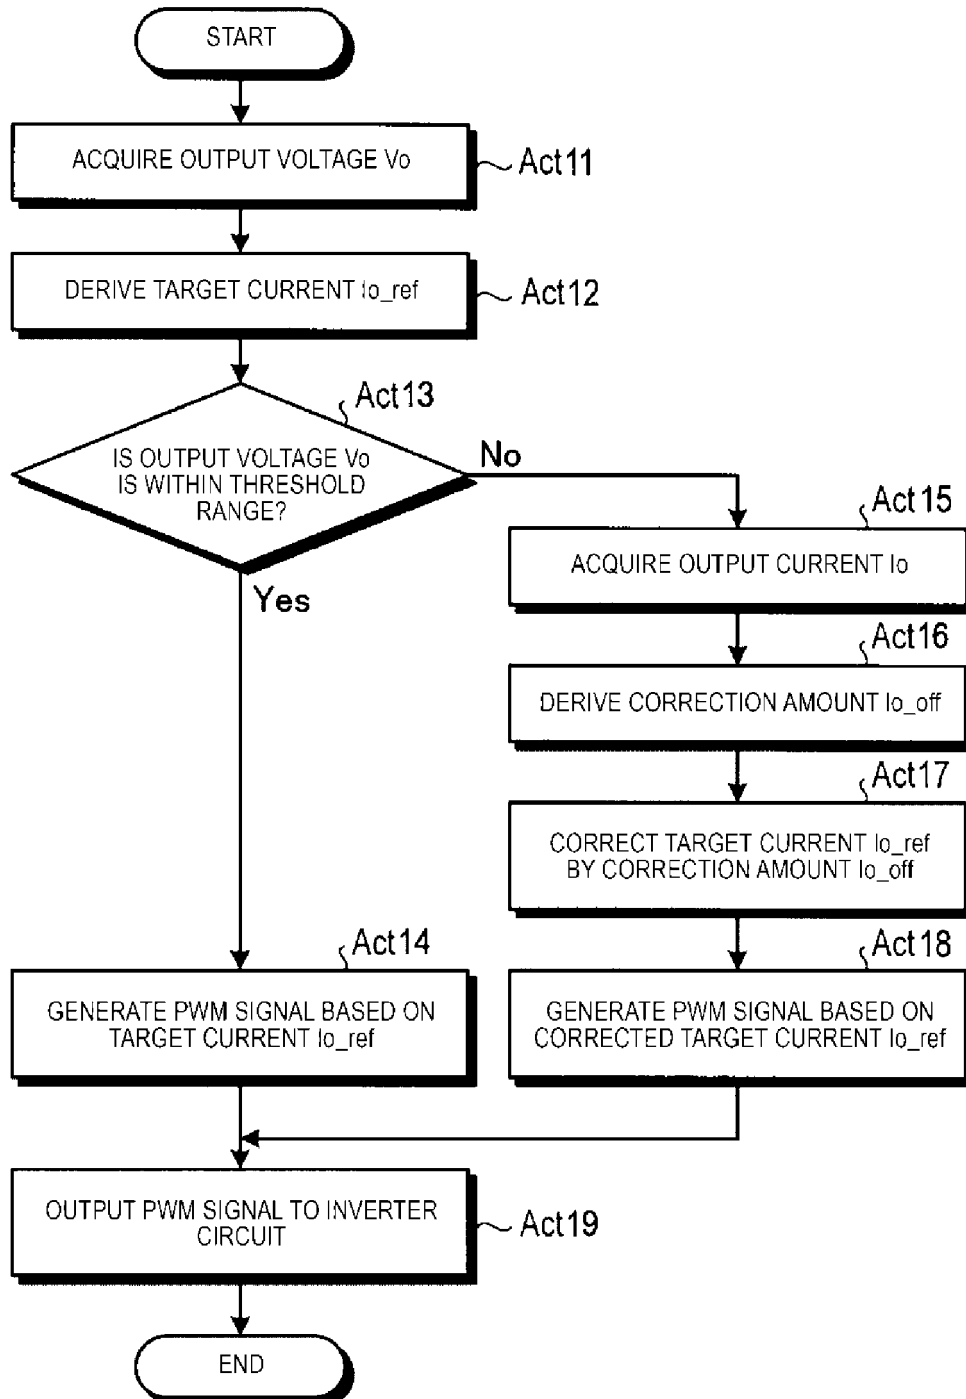 START
ACQUIRE OUTPUT VOLTAGE Vo
Act11
DERIVE TARGET CURRENT Io_ref
Act12
Act13
IS OUTPUT VOLTAGE Vo
IS WITHIN THRESHOLD
RANGE?
No
Yes
Act15
ACQUIRE OUTPUT CURRENT Io
Act16
DERIVE CORRECTION AMOUNT Io_off
Act17
CORRECT TARGET CURRENT Io_ref
BY CORRECTION AMOUNT Io_off
Act14
GENERATE PWM SIGNAL BASED ON
TARGET CURRENT Io_ref
Act18
GENERATE PWM SIGNAL BASED ON
CORRECTED TARGET CURRENT Io_ref
OUTPUT PWM SIGNAL TO INVERTER
CIRCUIT
Act19
END